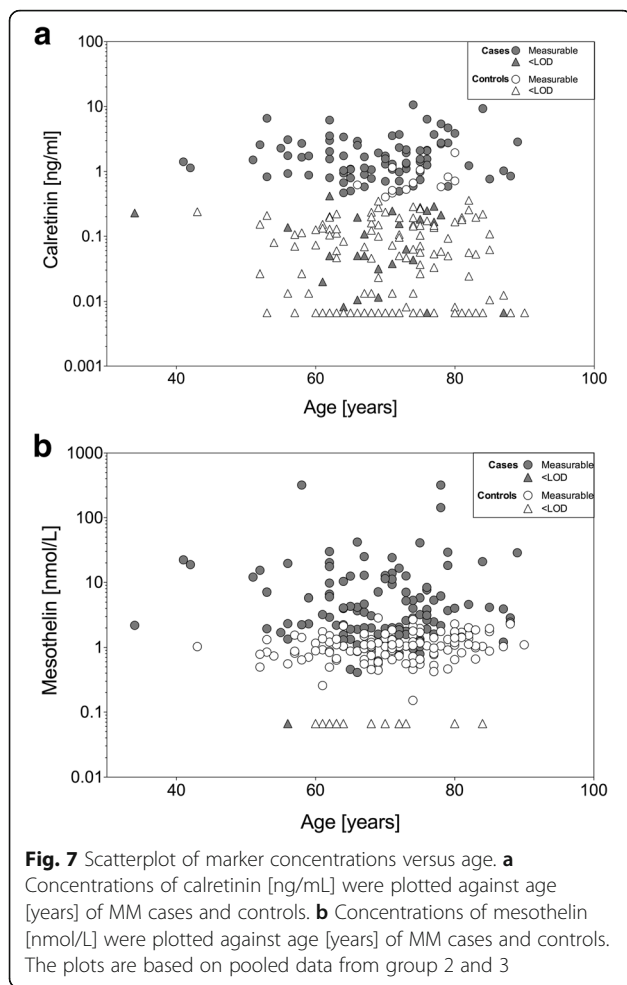 a
Cases Measurable
<LOD
Controls Measurable
<LOD
100
10
1
0.1
0.01
0.001
Calretinin [ng/ml]
40 60 80 100
Age [years]
b
Cases Measurable
<LOD
Controls Measurable
<LOD
1000
100
10
1
0.1
0.01
Mesothelin [nmol/L]
40 60 80 100
Age [years]
Fig. 7 Scatterplot of marker concentrations versus age. a
Concentrations of calretinin [ng/mL] were plotted against age
[years] of MM cases and controls. b Concentrations of mesothelin
[nmol/L] were plotted against age [years] of MM cases and controls.
The plots are based on pooled data from group 2 and 3